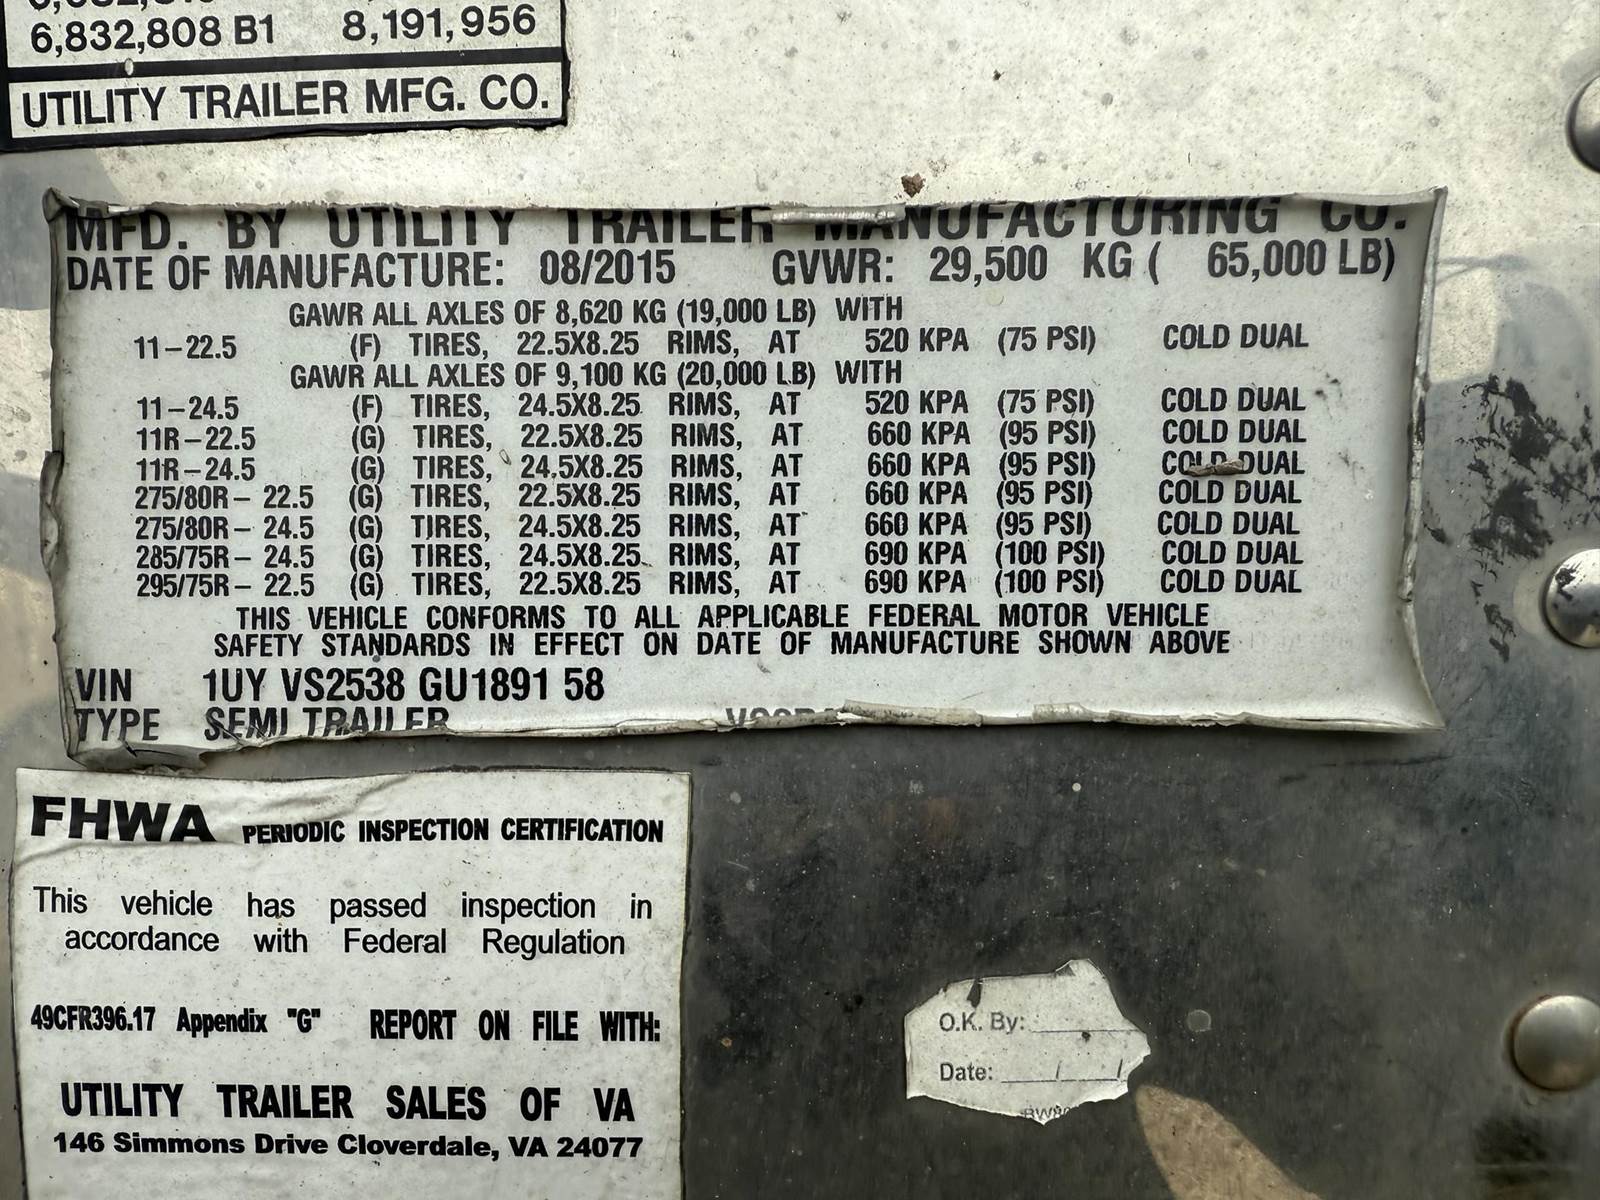 6,832,808 B1 8,191,956
UTILITY TRAILER MFG. CO.
MFD. BY UTILITY TRAILER MANUFACTURING CO.
DATE OF MANUFACTURE: 08/2015 GVWR: 29,500 KG ( 65,000 LB)
GAWR ALL AXLES OF 8,620 KG (19,000 LB) WITH
11-22.5 (F) TIRES, 22.5X8.25 RIMS, AT 520 KPA (75 PSI) COLD DUAL
GAWR ALL AXLES OF 9,100 KG (20,000 LB) WITH
11-24.5 (F) TIRES, 24.5X8.25 RIMS, AT 520 KPA (75 PSI) COLD DUAL
11R-22.5 (G) TIRES, 22.5X8.25 RIMS, AT 660 KPA (95 PSI) COLD DUAL
11R-24.5 (G) TIRES, 24.5X8.25 RIMS, AT 660 KPA (95 PSI) COLD DUAL
275/80R- 22.5 (G) TIRES, 22.5X8.25 RIMS, AT 660 KPA (95 PSI) COLD DUAL
275/80R- 24.5 (G) TIRES, 24.5X8.25 RIMS, AT 660 KPA (95 PSI) COLD DUAL
285/75R- 24.5 (G) TIRES, 24.5X8.25 RIMS, AT 690 KPA (100 PSI) COLD DUAL
295/75R- 22.5 (G) TIRES, 22.5X8.25 RIMS, AT 690 KPA (100 PSI) COLD DUAL
THIS VEHICLE CONFORMS TO ALL APPLICABLE FEDERAL MOTOR VEHICLE
SAFETY STANDARDS IN EFFECT ON DATE OF MANUFACTURE SHOWN ABOVE
VIN 1UY VS2538 GU1891 58
TYPE SEMI TRAILER
FHWA PERIODIC INSPECTION CERTIFICATION
This vehicle has passed inspection in
accordance with Federal Regulation
49CFR396.17 Appendix "G" REPORT ON FILE WITH:
UTILITY TRAILER SALES OF VA
146 Simmons Drive Cloverdale, VA 24077
O.K. By: ________
Date: ____/____/